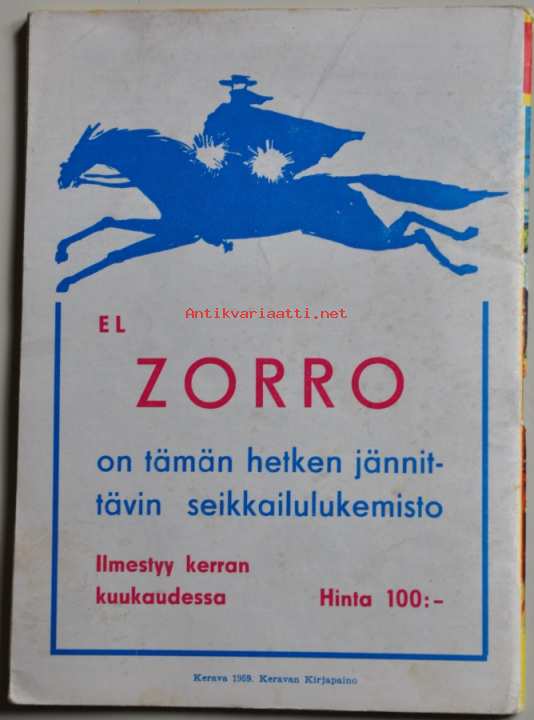 Antikvariaatti.net
EL
ZORRO
on tämän hetken jännit-
tävin seikkailulukemisto
Ilmestyy kerran
kuukaudessa Hinta 100:-
Kerava 1959. Keravan Kirjapaino